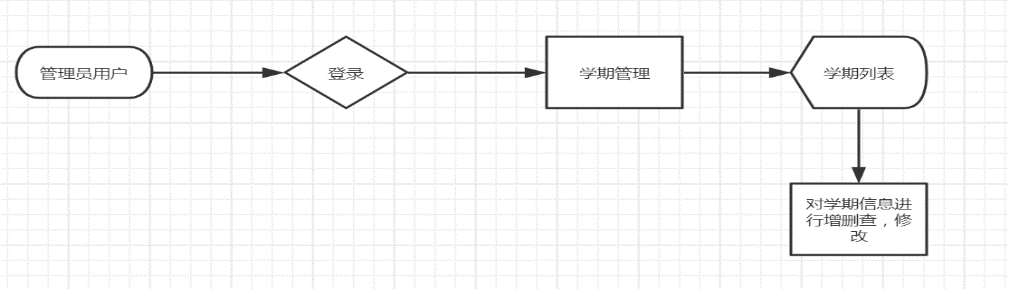 管理员用户
登录
学期管理
学期列表
对学期信息进
行增删查，修
改